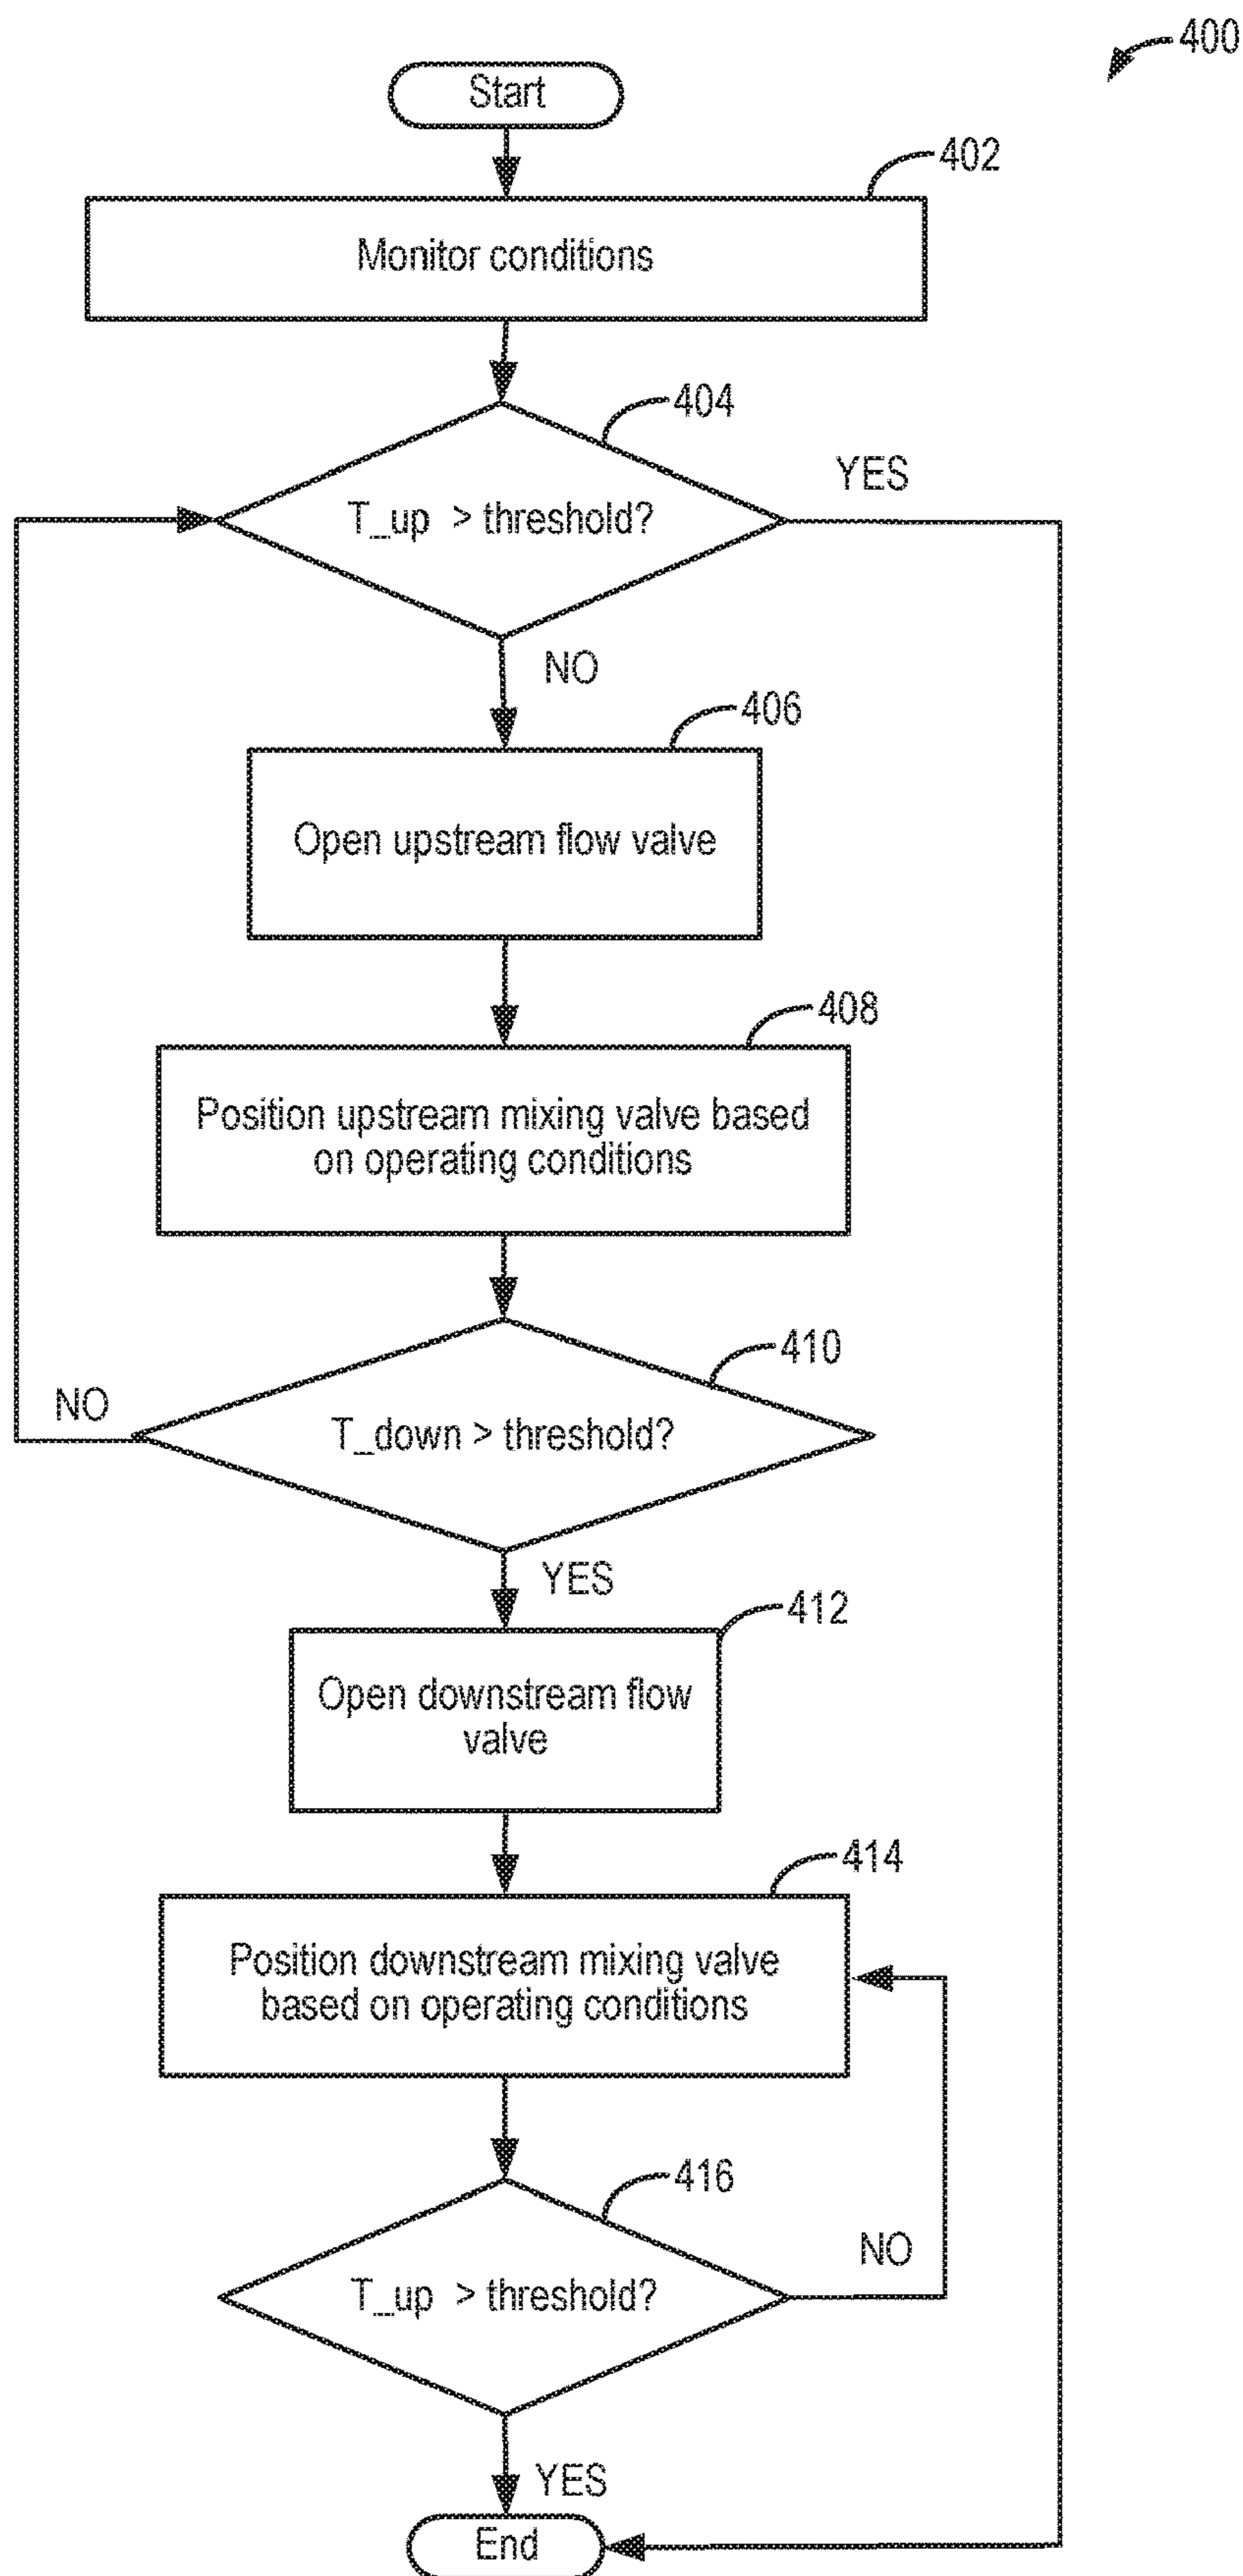 400
Start
402
Monitor conditions
404
T_up > threshold?
YES
NO
406
Open upstream flow valve
408
Position upstream mixing valve based
on operating conditions
410
T_down > threshold?
NO
YES
412
Open downstream flow
valve
414
Position downstream mixing valve
based on operating conditions
416
T_up > threshold?
NO
YES
End